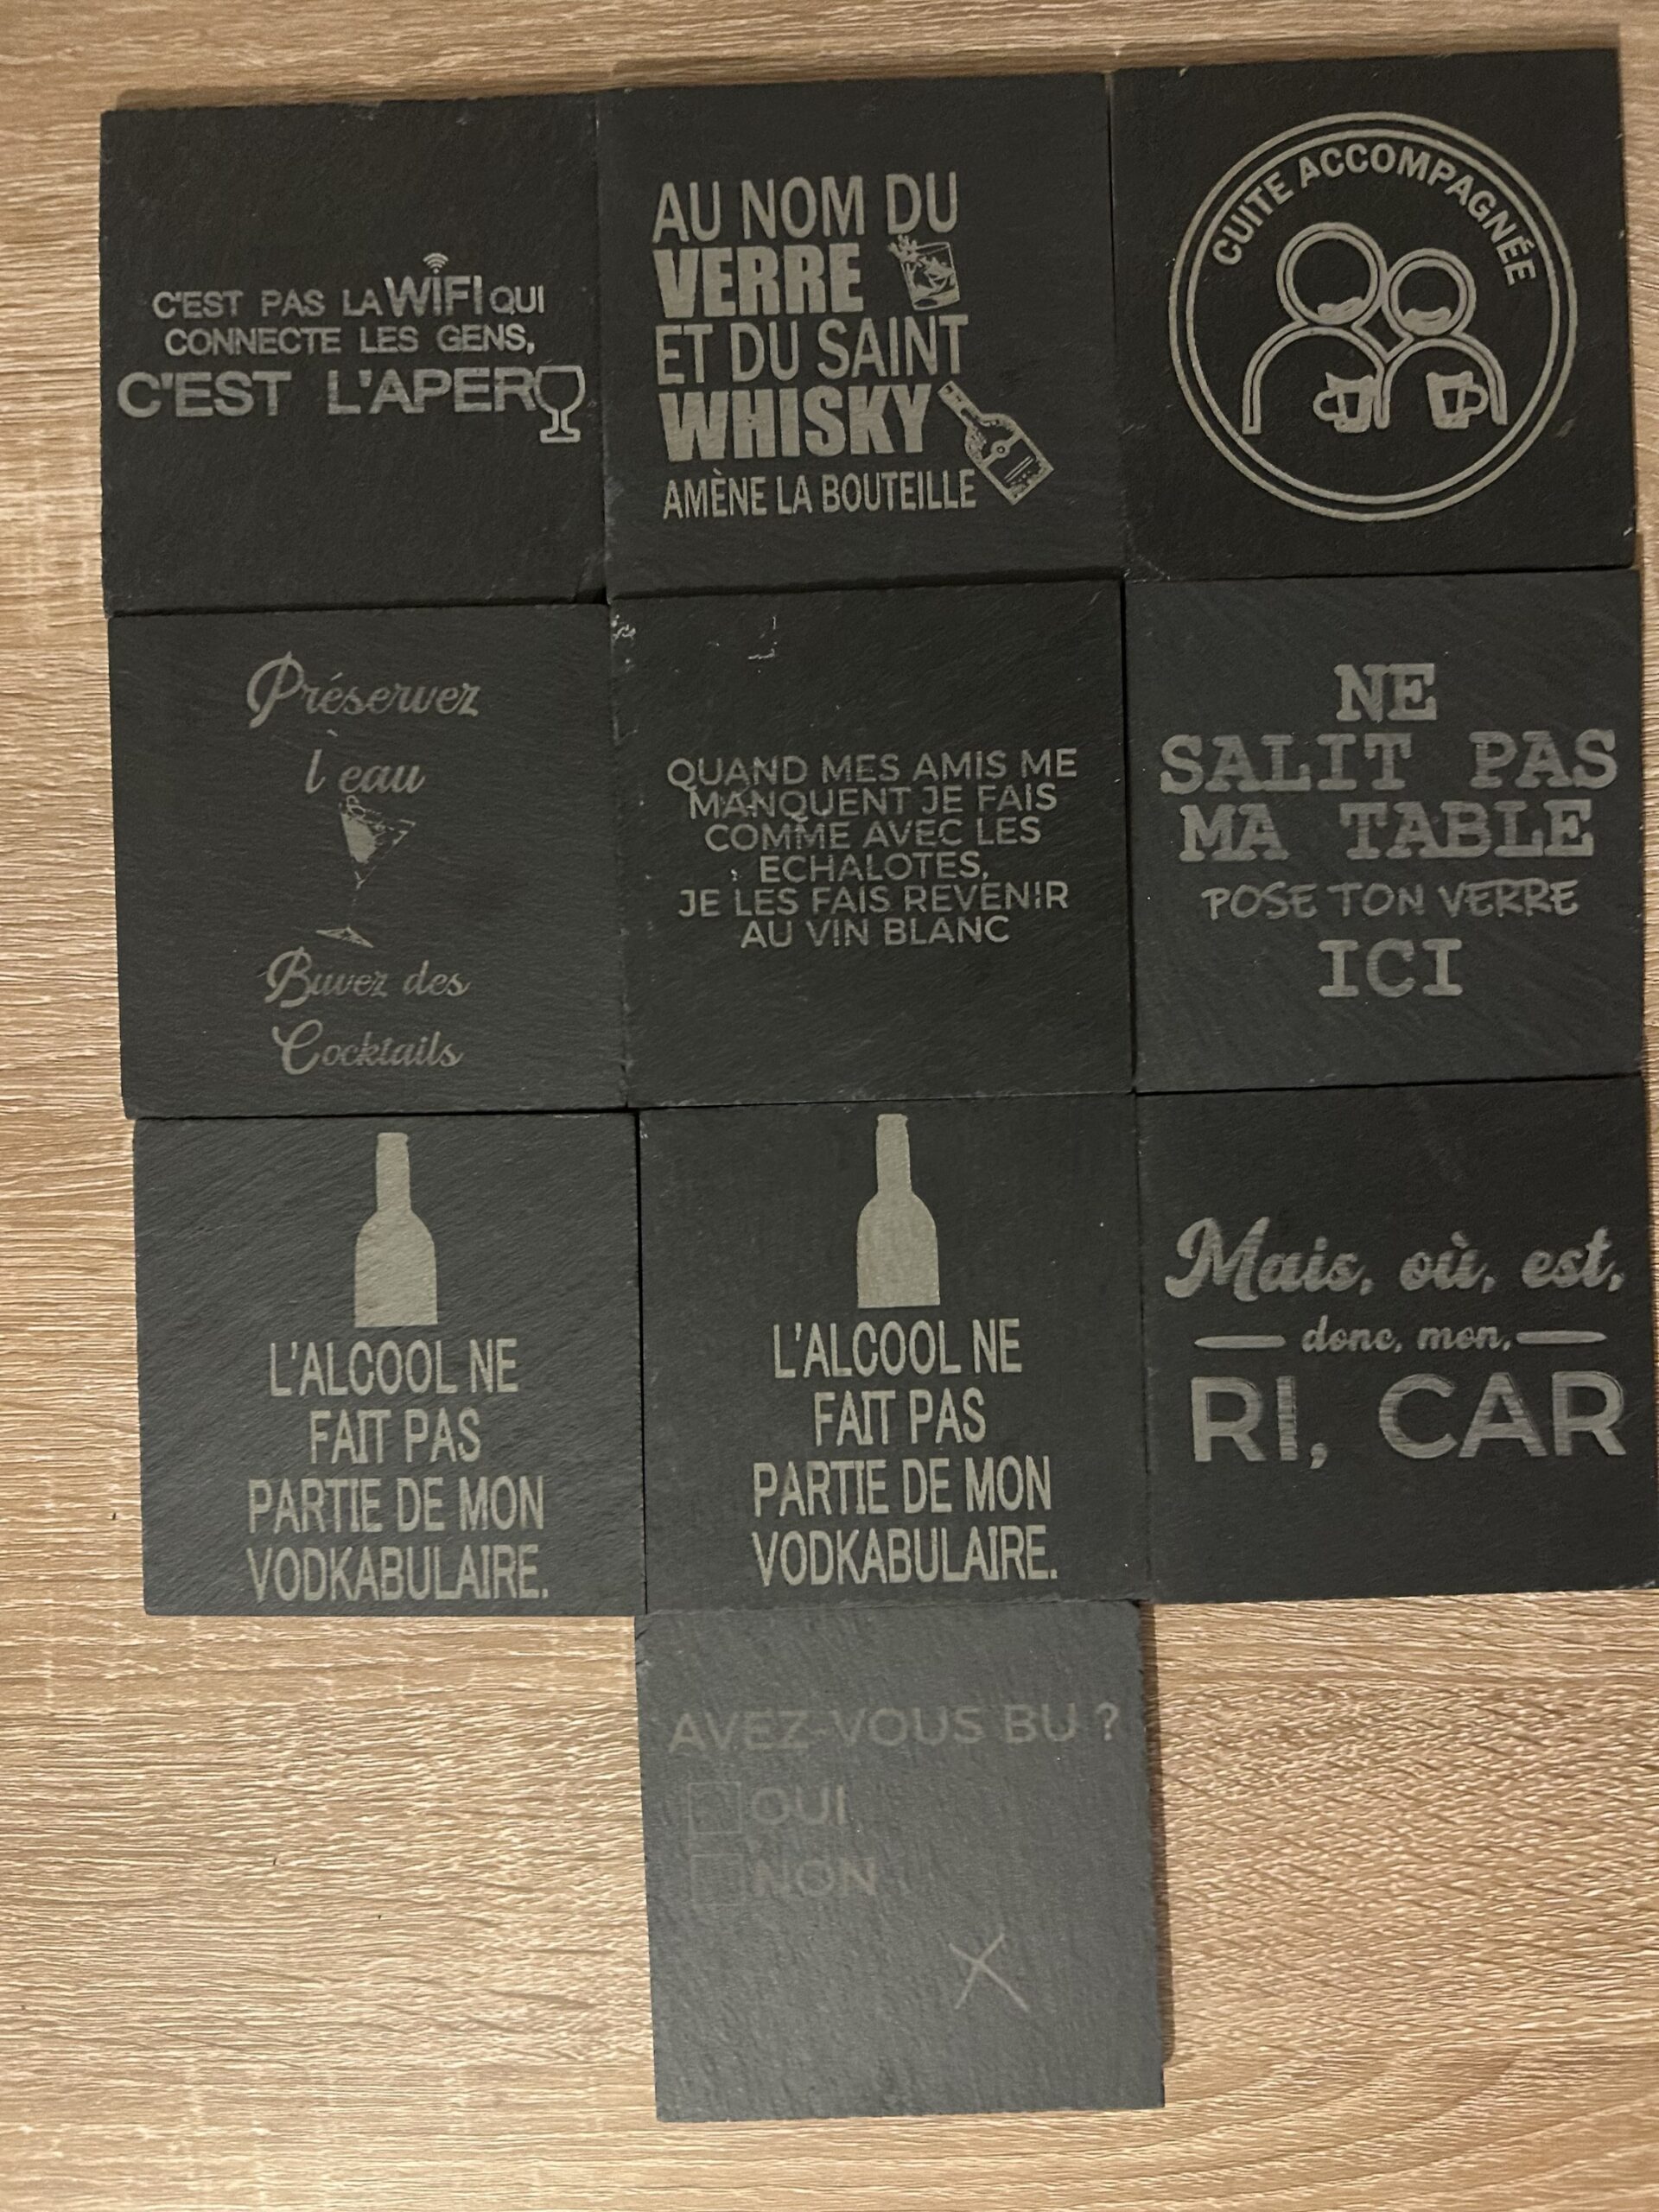 C'EST PAS LA WIFI QUI
CONNECTE LES GENS,
C'EST L'APERO
AU NOM DU
VERRE
ET DU SAINT
WHISKY
AMÈNE LA BOUTEILLE
CUITE ACCOMPAGNÉE
Préservez
l'eau
Buvez des
Cocktails
QUAND MES AMIS ME
MANQUENT JE FAIS
COMME AVEC LES
ECHALOTES,
JE LES FAIS REVENIR
AU VIN BLANC
NE
SALIT PAS
MA TABLE
POSE TON VERRE
ICI
L'ALCOOL NE
FAIT PAS
PARTIE DE MON
VODKABULAIRE.
L'ALCOOL NE
FAIT PAS
PARTIE DE MON
VODKABULAIRE.
Mais, où, est,
donc, mon,
RI, CAR
AVEZ-VOUS BU ?
OUI
NON